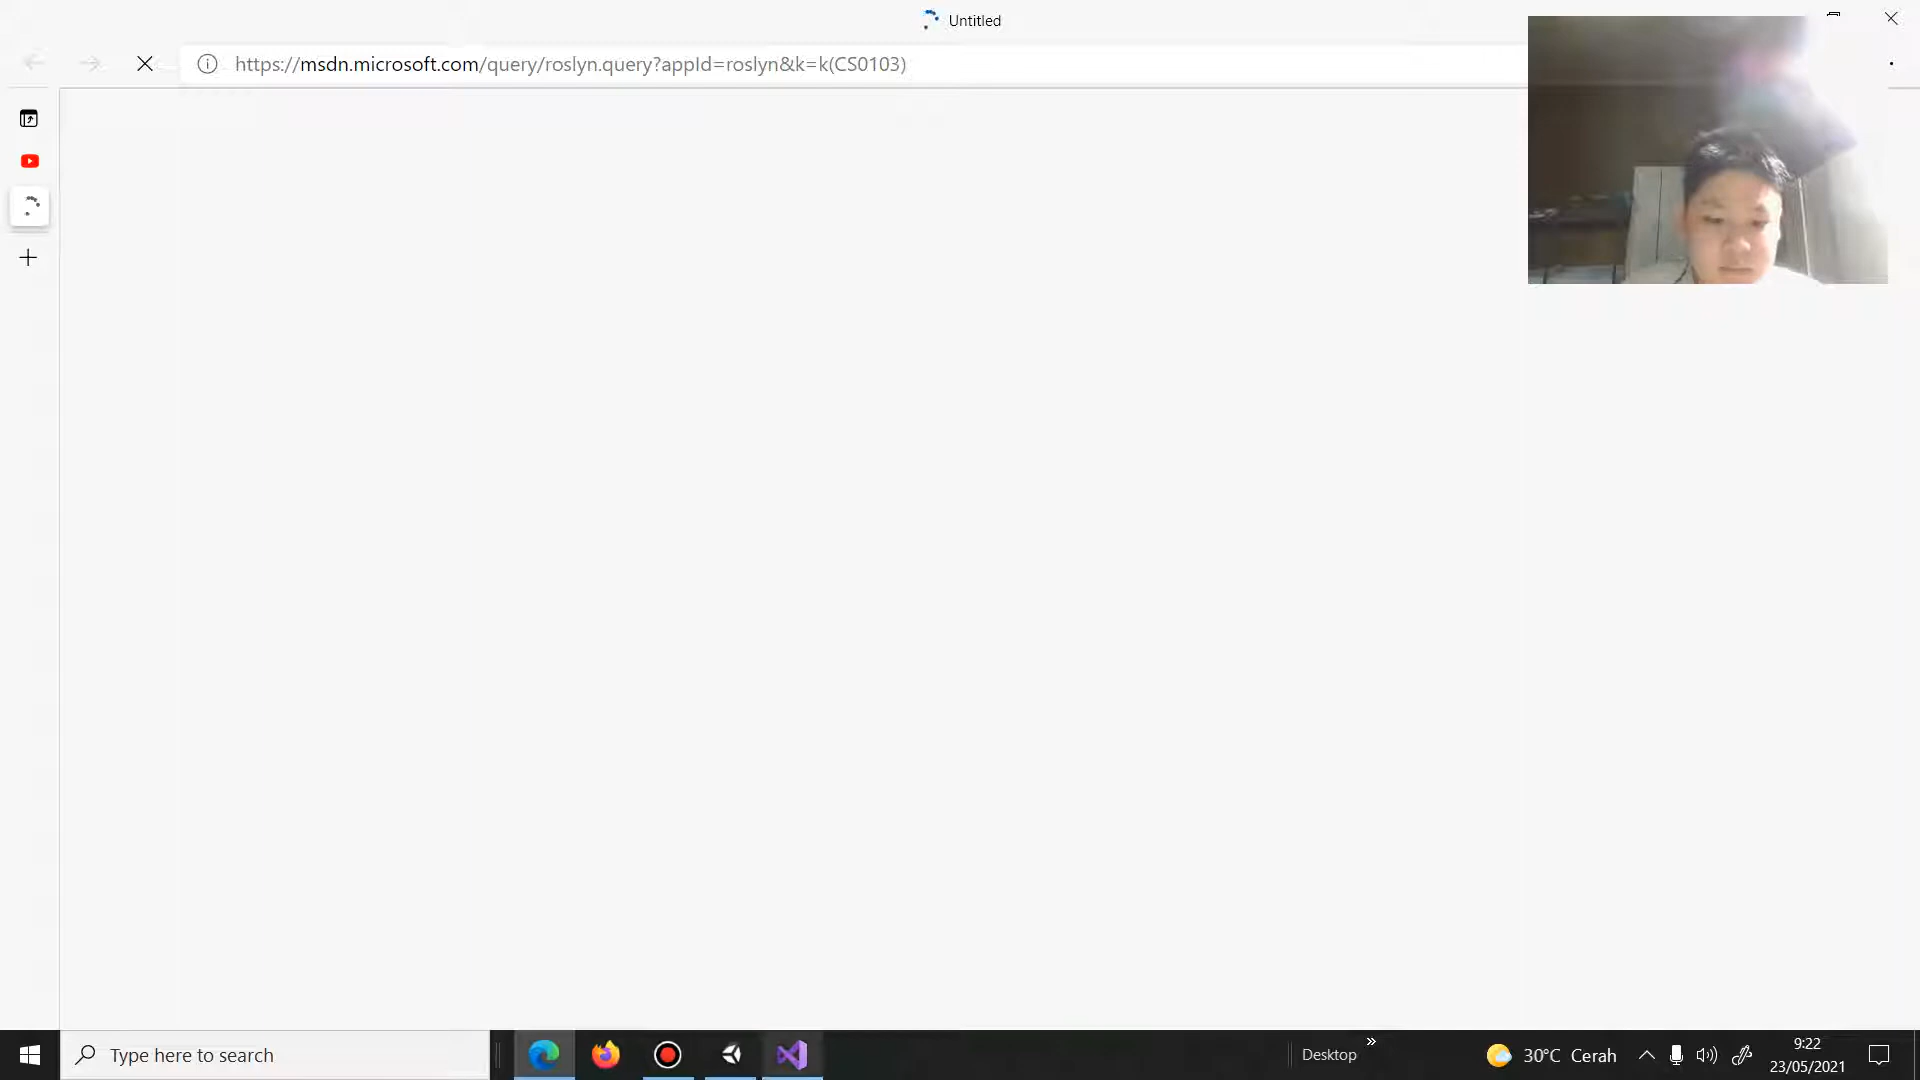 Untitled
https://msdn.microsoft.com/query/roslyn.query?appId=roslyn&k=k(CS0103)
Type here to search
Desktop
30°C Cerah
9:22
23/05/2021